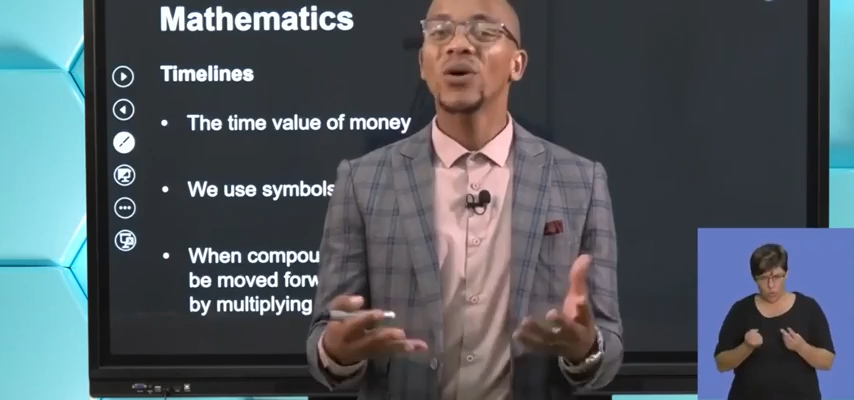 Mathematics
Timelines
• The time value of money
• We use symbols
• When compou
be moved forw
by multiplying